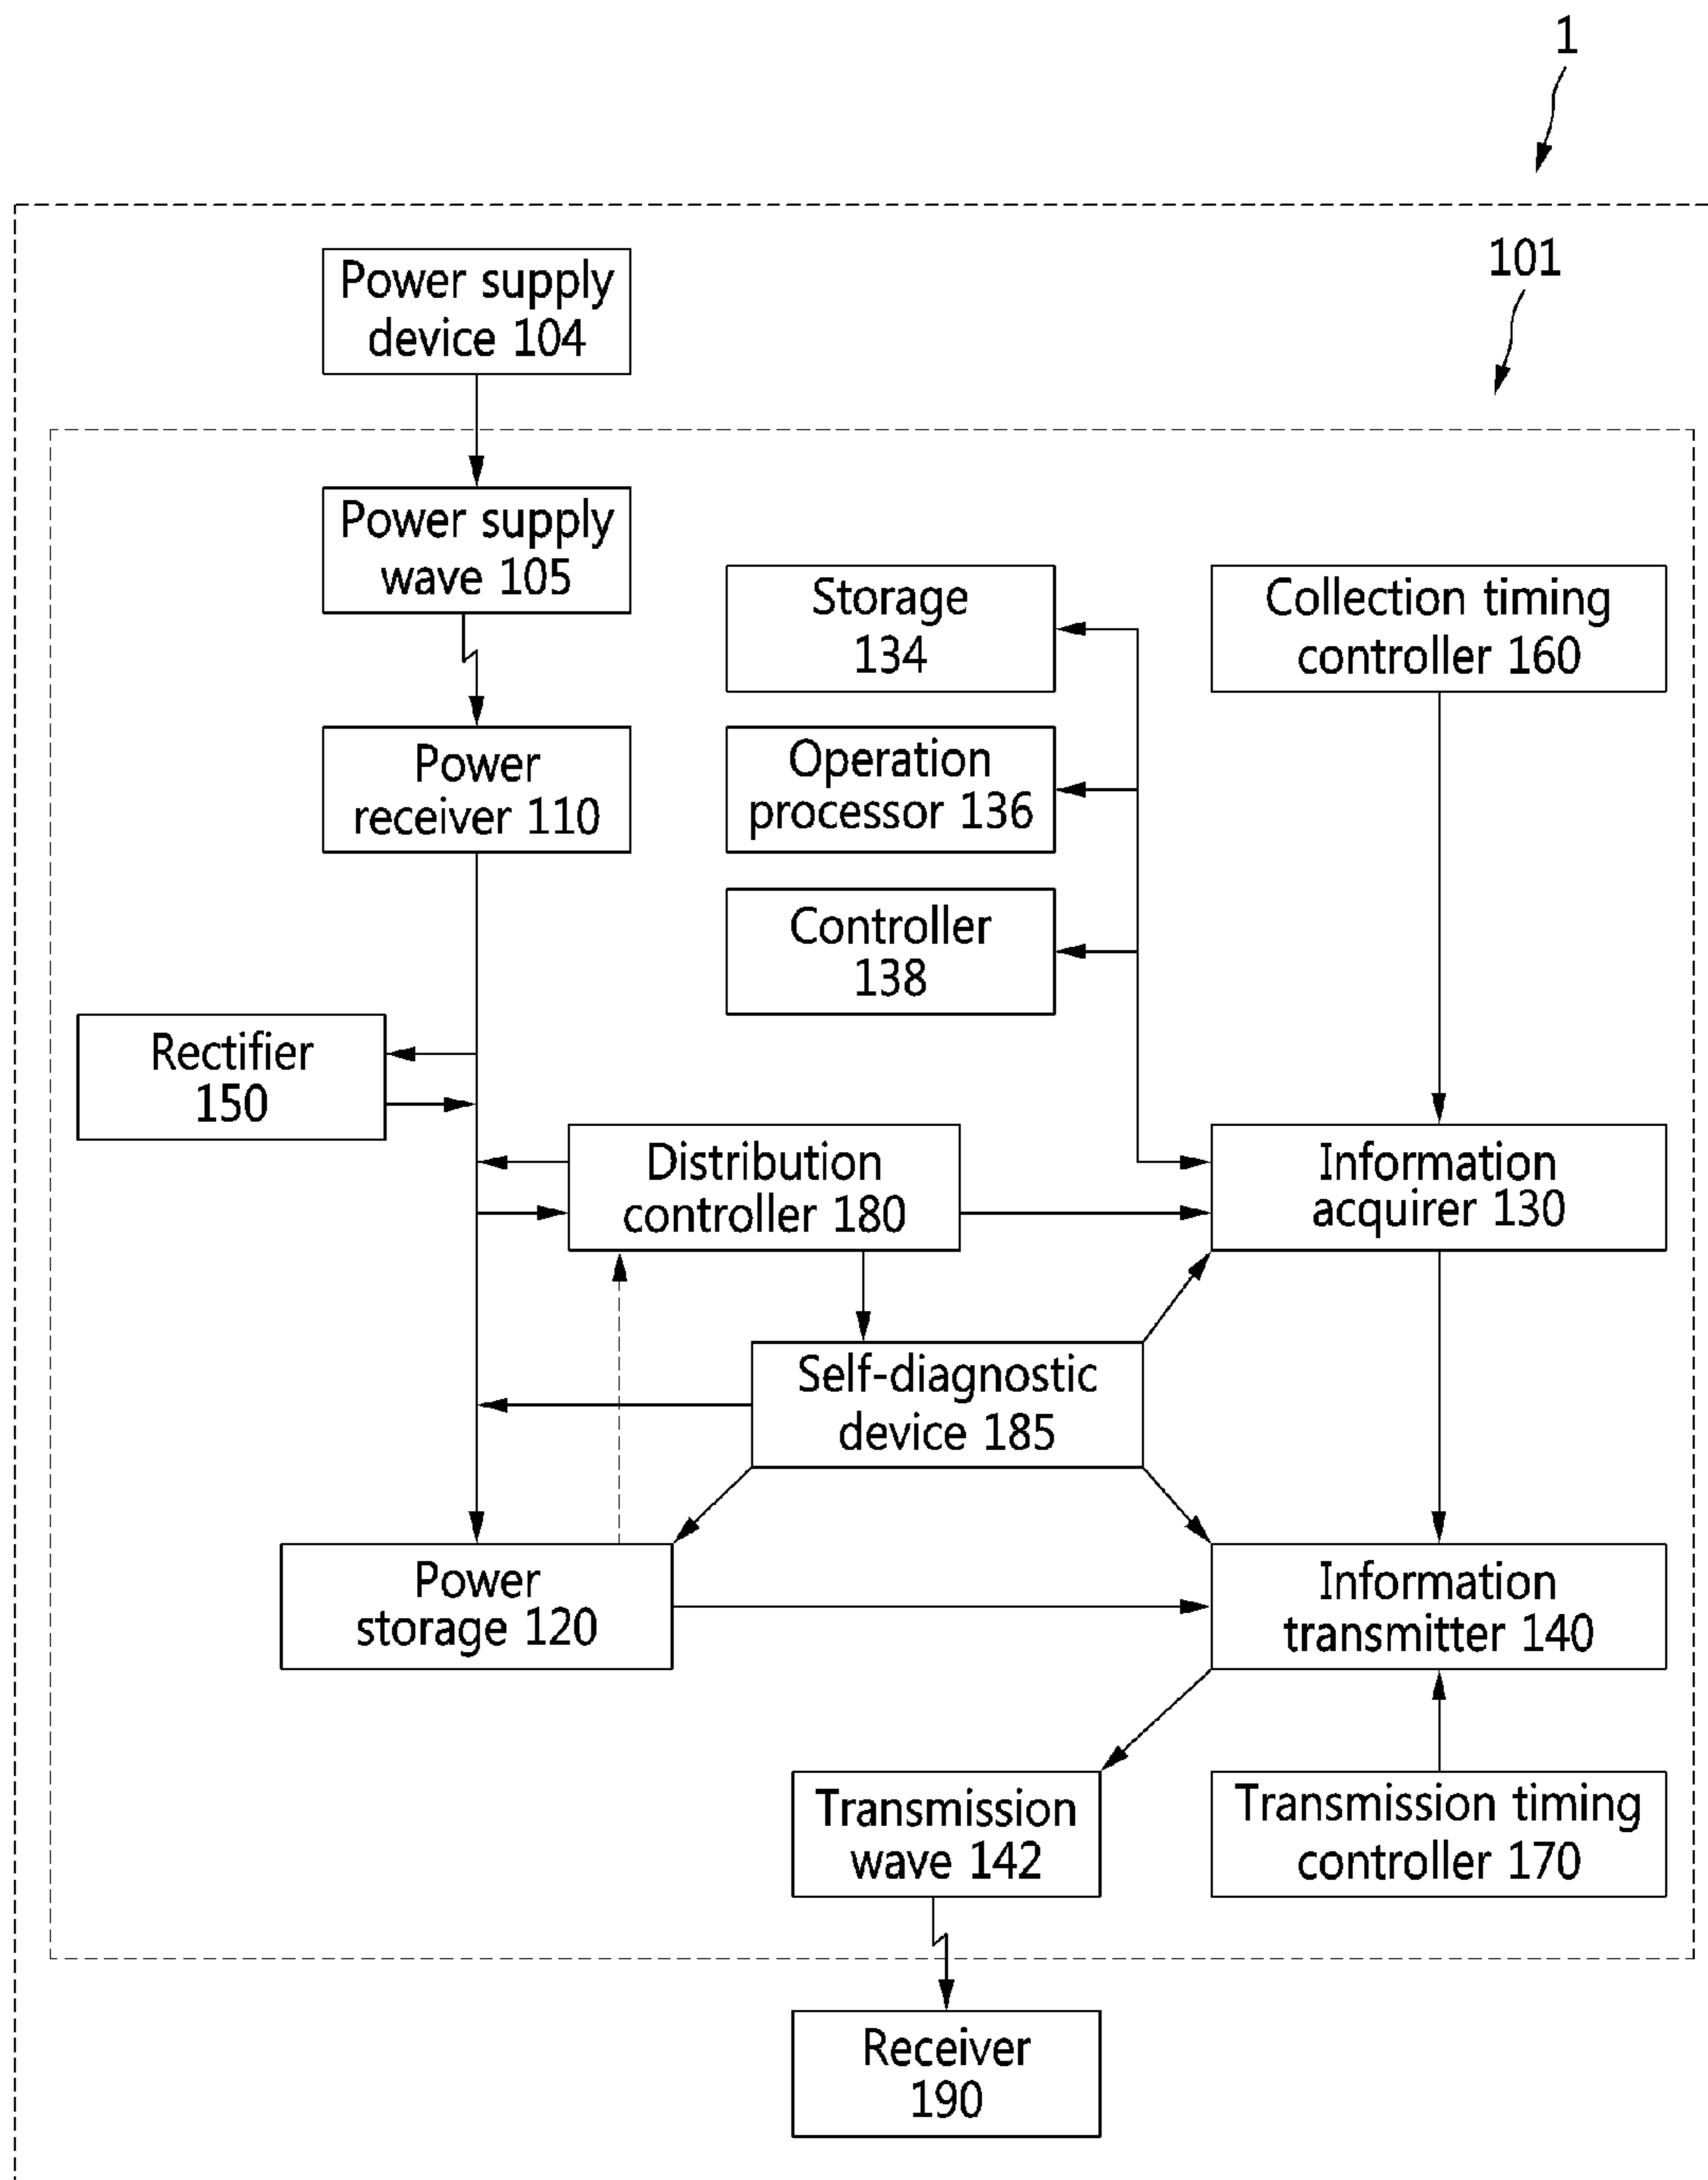 1
101
Power supply
device 104
Power supply
wave 105
Storage
134
Collection timing
controller 160
Power
receiver 110
Operation
processor 136
Controller
138
Rectifier
150
Distribution
controller 180
Information
acquirer 130
Self-diagnostic
device 185
Power
storage 120
Information
transmitter 140
Transmission
wave 142
Transmission timing
controller 170
Receiver
190